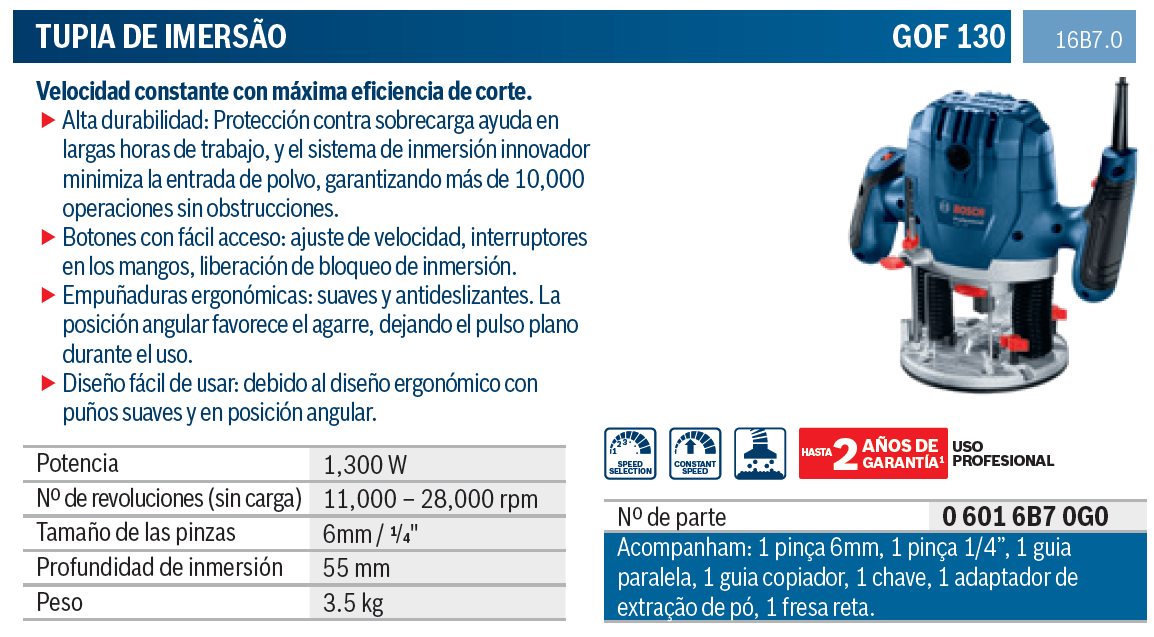 TUPIA DE IMERSÃO
GOF 130
16B7.0
Velocidad constante con máxima eficiencia de corte.
Alta durabilidad: Protección contra sobrecarga ayuda en
largas horas de trabajo, y el sistema de inmersión innovador
minimiza la entrada de polvo, garantizando más de 10,000
operaciones sin obstrucciones.
Botones con fácil acceso: ajuste de velocidad, interruptores
en los mangos, liberación de bloqueo de inmersión.
Empuñaduras ergonómicas: suaves y antideslizantes. La
posición angular favorece el agarre, dejando el pulso plano
durante el uso.
Diseño fácil de usar: debido al diseño ergonómico con
puños suaves y en posición angular.
Potencia 1,300 W
Nº de revoluciones (sin carga) 11,000 – 28,000 rpm
Tamaño de las pinzas 6mm / 1/4"
Profundidad de inmersión 55 mm
Peso 3.5 kg
BOSCH
Professional
1 2 3
SPEED
SELECTION
CONSTANT
SPEED
HASTA 2 AÑOS DE
GARANTÍA¹
USO
PROFESIONAL
Nº de parte 0 601 6B7 0G0
Acompanham: 1 pinça 6mm, 1 pinça 1/4”, 1 guia
paralela, 1 guia copiador, 1 chave, 1 adaptador de
extração de pó, 1 fresa reta.